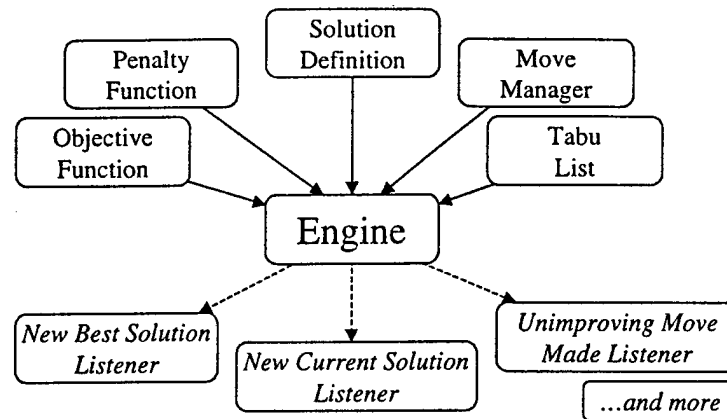 Solution
Definition
Penalty
Function
Move
Manager
Objective
Function
Tabu
List
Engine
New Best Solution
Listener
New Current Solution
Listener
Unimproving Move
Made Listener
...and more